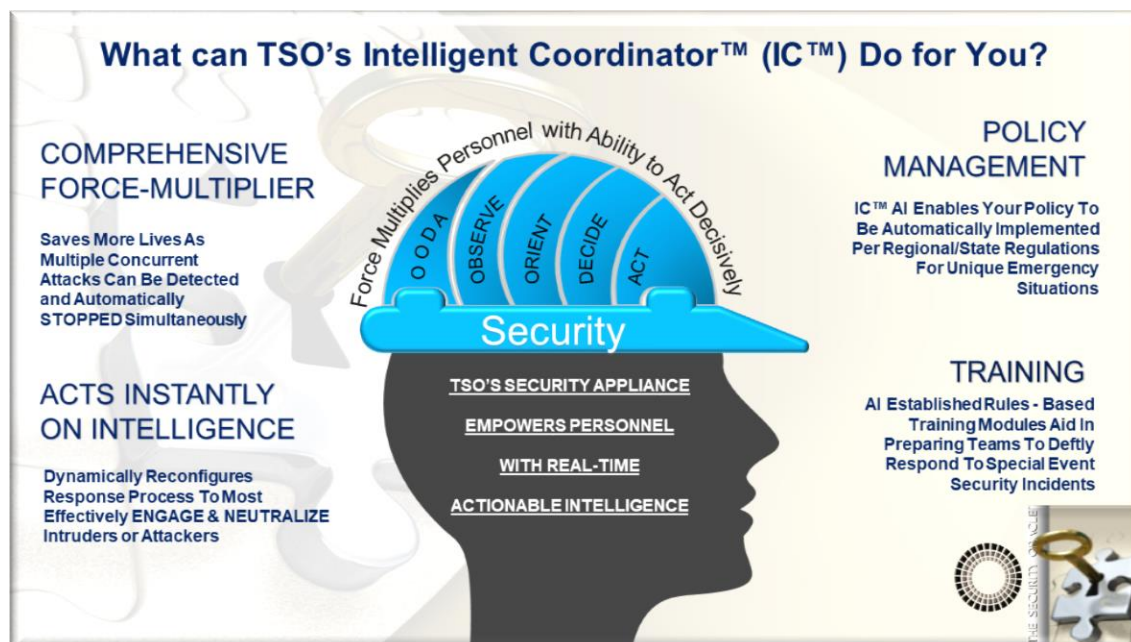 What can TSO's Intelligent Coordinator™ (IC™) Do for You?
COMPREHENSIVE
FORCE-MULTIPLIER
Saves More Lives As
Multiple Concurrent
Attacks Can Be Detected
and Automatically
STOPPED Simultaneously
ACTS INSTANTLY
ON INTELLIGENCE
Dynamically Reconfigures
Response Process To Most
Effectively ENGAGE & NEUTRALIZE
Intruders or Attackers
Force Multiplies Personnel with Ability to Act Decisively
OODA
OBSERVE
ORIENT
DECIDE
ACT
Security
TSO'S SECURITY APPLIANCE
EMPOWERS PERSONNEL
WITH REAL-TIME
ACTIONABLE INTELLIGENCE
POLICY
MANAGEMENT
IC™ AI Enables Your Policy To
Be Automatically Implemented
Per Regional/State Regulations
For Unique Emergency
Situations
TRAINING
AI Established Rules - Based
Training Modules Aid In
Preparing Teams To Deftly
Respond To Special Event
Security Incidents
THE SECURITY ORACLE